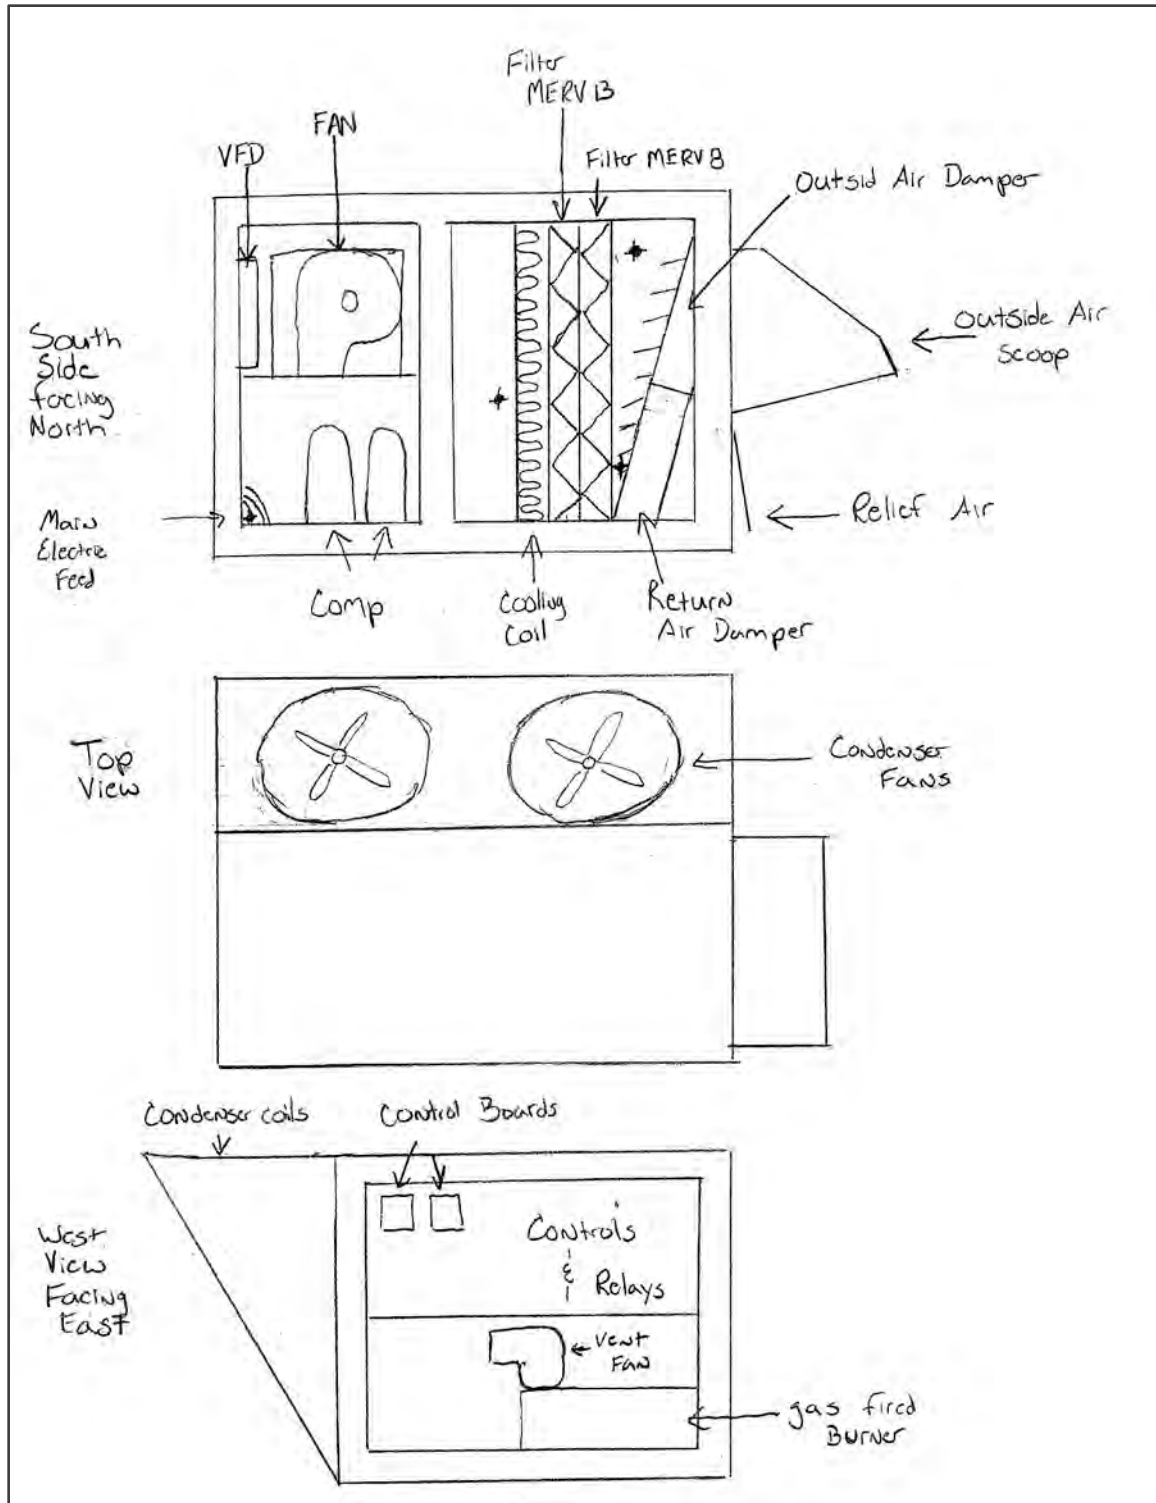 Filter
MERV 13
FAN
VFD
Filter MERV 8
Outsid Air Damper
Outside Air
Scoop
South
Side
facing
North
Main
Electric
Feed
Relief Air
Comp
Cooling
Coil
Return
Air Damper
Top
View
Condenser
Fans
Condenser coils
Control Boards
West
View
Facing
East
Controls
&
Relays
Vent
Fan
gas fired
Burner